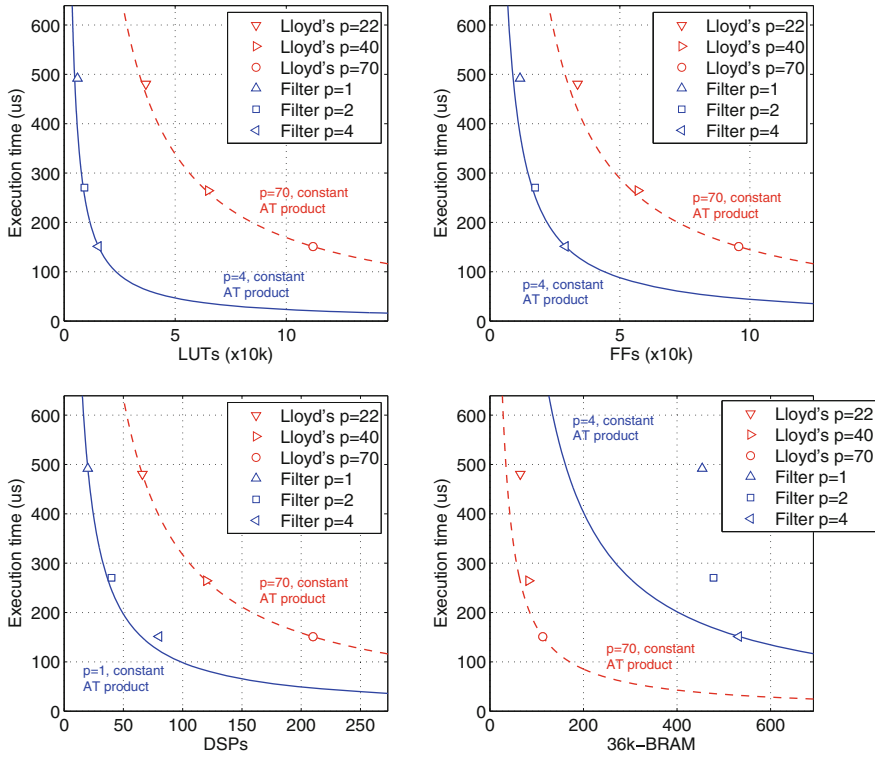 Execution time (us)
600
500
400
300
200
100
0
0
5
10
LUTs (x10k)
Lloyd's p=22
Lloyd's p=40
Lloyd's p=70
Filter p=1
Filter p=2
Filter p=4
p=70, constant
AT product
p=4, constant
AT product
Execution time (us)
600
500
400
300
200
100
0
0
5
10
FFs (x10k)
Lloyd's p=22
Lloyd's p=40
Lloyd's p=70
Filter p=1
Filter p=2
Filter p=4
p=70, constant
AT product
p=4, constant
AT product
Execution time (us)
600
500
400
300
200
100
0
0
50
100
150
200
250
DSPs
Lloyd's p=22
Lloyd's p=40
Lloyd's p=70
Filter p=1
Filter p=2
Filter p=4
p=70, constant
AT product
p=1, constant
AT product
Execution time (us)
600
500
400
300
200
100
0
0
200
400
600
36k−BRAM
p=4, constant
AT product
Lloyd's p=22
Lloyd's p=40
Lloyd's p=70
Filter p=1
Filter p=2
Filter p=4
p=70, constant
AT product